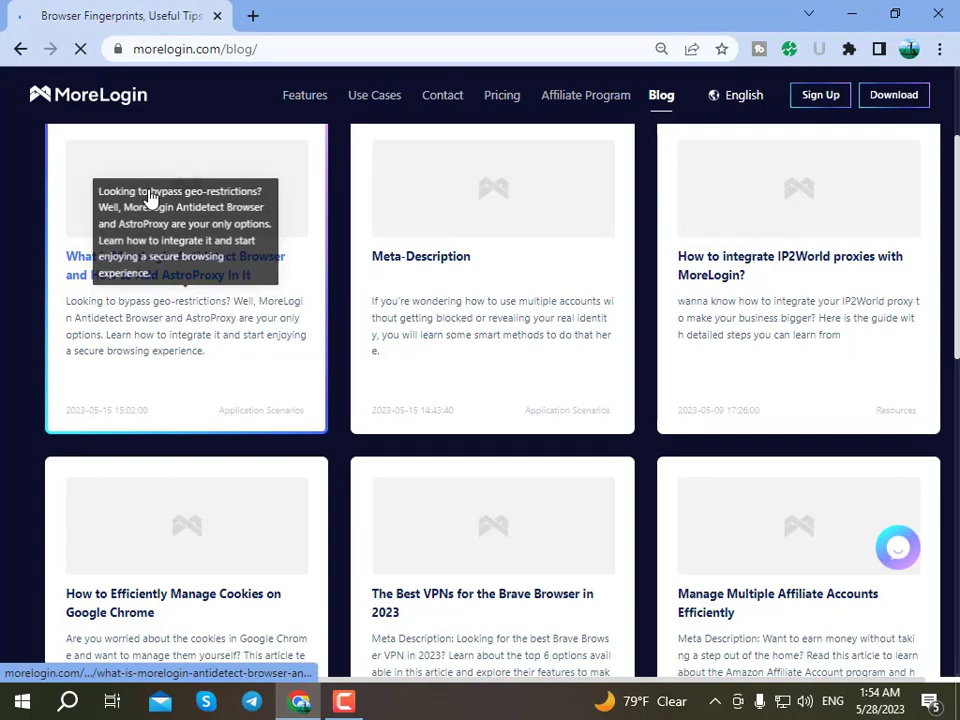 Browser Fingerprints, Useful Tips
morelogin.com/blog/
MoreLogin
Features
Use Cases
Contact
Pricing
Affiliate Program
Blog
English
Sign Up
Download
Looking to bypass geo-restrictions?
Well, MoreLogin Antidetect Browser
and AstroProxy are your only options.
Learn how to integrate it and start
enjoying a secure browsing
experience.
Browser
AstroProxy In It
Looking to bypass geo-restrictions? Well, MoreLogi
n Antidetect Browser and AstroProxy are your only
options. Learn how to integrate it and start enjoying
a secure browsing experience.
2023-05-15 15:02:00
Application Scenarios
Meta-Description
If you're wondering how to use multiple accounts wi
thout getting blocked or revealing your real identit
y, you will learn some smart methods to do that her
e.
2023-05-15 14:43:40
Application Scenarios
How to integrate IP2World proxies with
MoreLogin?
wanna know how to integrate your IP2World proxy t
o make your business bigger? Here is the guide wit
h detailed steps you can learn from
2023-05-09 17:26:00
Resources
How to Efficiently Manage Cookies on
Google Chrome
Are you worried about the cookies in Google Chrom
e and want to manage them yourself? This article te
The Best VPNs for the Brave Browser in
2023
Meta Description: Looking for the best Brave Brows
er VPN in 2023? Learn about the top 6 options avail
able in this article and explore their features to mak
Manage Multiple Affiliate Accounts
Efficiently
Meta Description: Want to earn money without taki
ng a step out of the home? Read this article to learn
about the Amazon Affiliate Account program and h
morelogin.com/.../what-is-morelogin-antidetect-browser-an...
79°F Clear
ENG
1:54 AM
5/28/2023
5